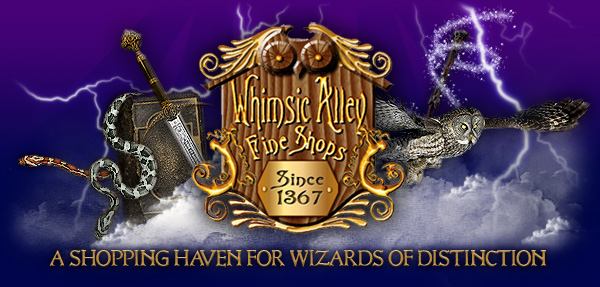 Whimsic Alley
Fine Shops
Since
1367
A SHOPPING HAVEN FOR WIZARDS OF DISTINCTION